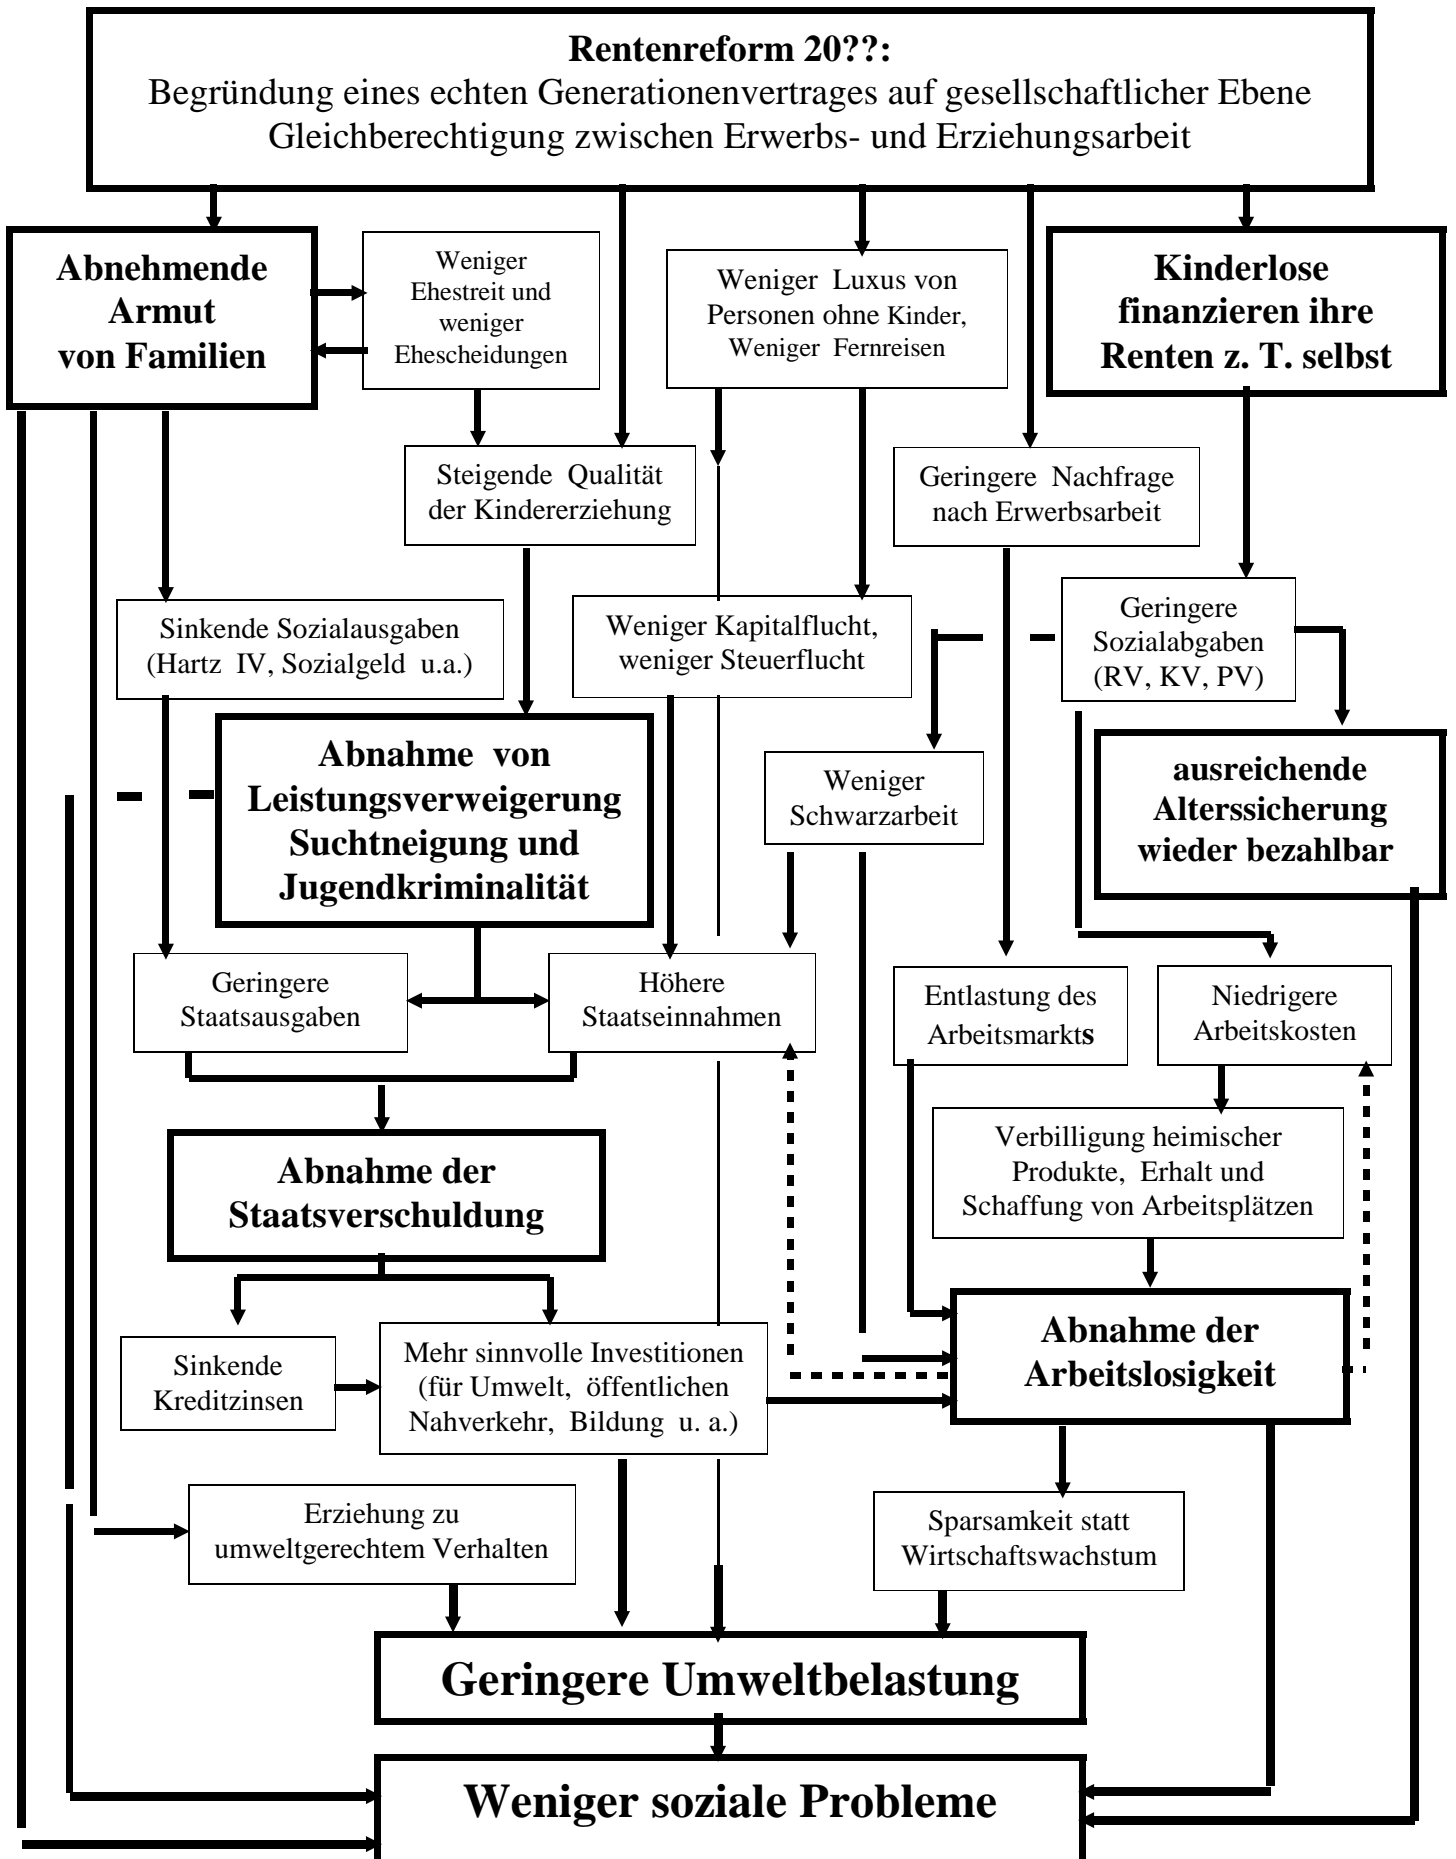 Rentenreform 20??:
Begründung eines echten Generationenvertrages auf gesellschaftlicher Ebene
Gleichberechtigung zwischen Erwerbs- und Erziehungsarbeit
Abnehmende
Armut
von Familien
Weniger
Ehestreit und
weniger
Ehescheidungen
Weniger Luxus von
Personen ohne Kinder,
Weniger Fernreisen
Kinderlose
finanzieren ihre
Renten z. T. selbst
Steigende Qualität
der Kindererziehung
Geringere Nachfrage
nach Erwerbsarbeit
Sinkende Sozialausgaben
(Hartz IV, Sozialgeld u.a.)
Weniger Kapitalflucht,
weniger Steuerflucht
Geringere
Sozialabgaben
(RV, KV, PV)
Abnahme von
Leistungsverweigerung
Suchtneigung und
Jugendkriminalität
Weniger
Schwarzarbeit
ausreichende
Alterssicherung
wieder bezahlbar
Geringere
Staatsausgaben
Höhere
Staatseinnahmen
Entlastung des
Arbeitsmarkts
Niedrigere
Arbeitskosten
Abnahme der
Staatsverschuldung
Verbilligung heimischer
Produkte, Erhalt und
Schaffung von Arbeitsplätzen
Sinkende
Kreditzinsen
Mehr sinnvolle Investitionen
(für Umwelt, öffentlichen
Nahverkehr, Bildung u. a.)
Abnahme der
Arbeitslosigkeit
Erziehung zu
umweltgerechtem Verhalten
Sparsamkeit statt
Wirtschaftswachstum
Geringere Umweltbelastung
Weniger soziale Probleme